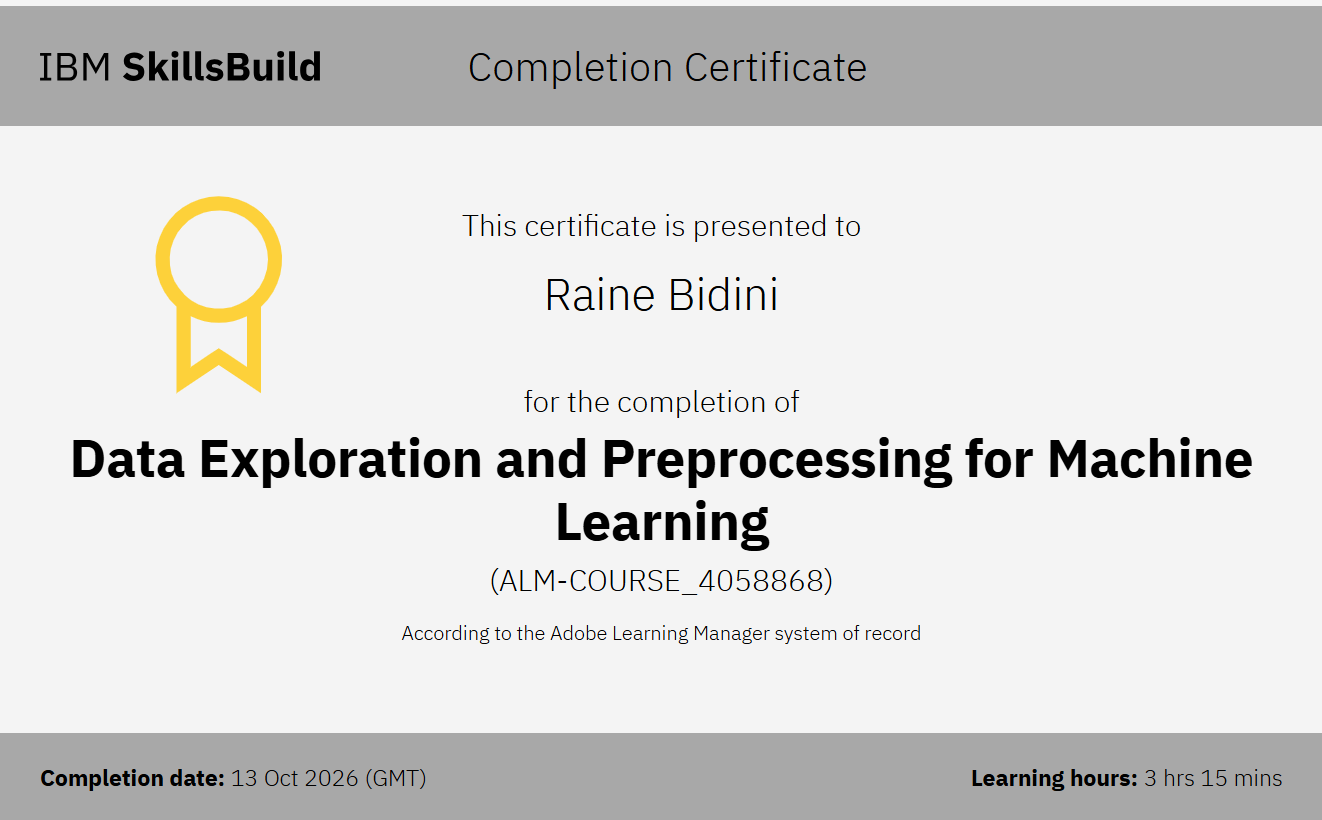 IBM SkillsBuild
Completion Certificate
This certificate is presented to
Raine Bidini
for the completion of
Data Exploration and Preprocessing for Machine
Learning
(ALM-COURSE_4058868)
According to the Adobe Learning Manager system of record
Completion date: 13 Oct 2026 (GMT)
Learning hours: 3 hrs 15 mins